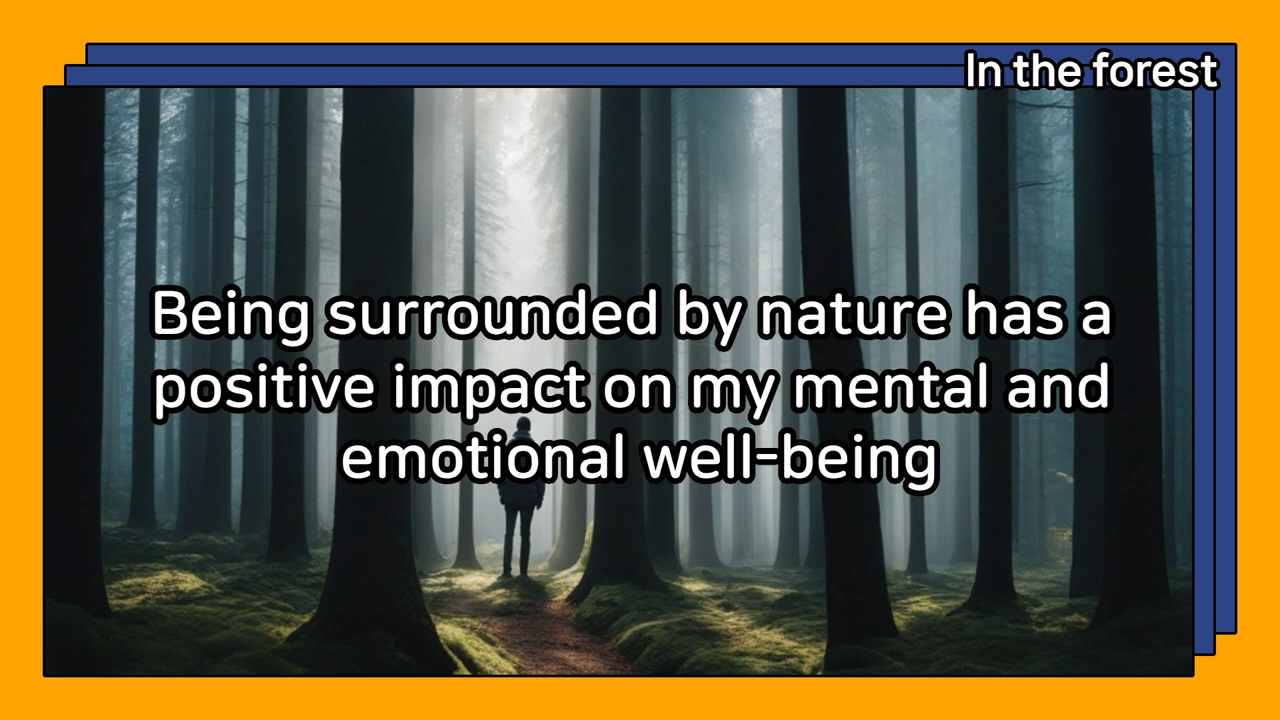 In the forest
Being surrounded by nature has a
positive impact on my mental and
emotional well-being